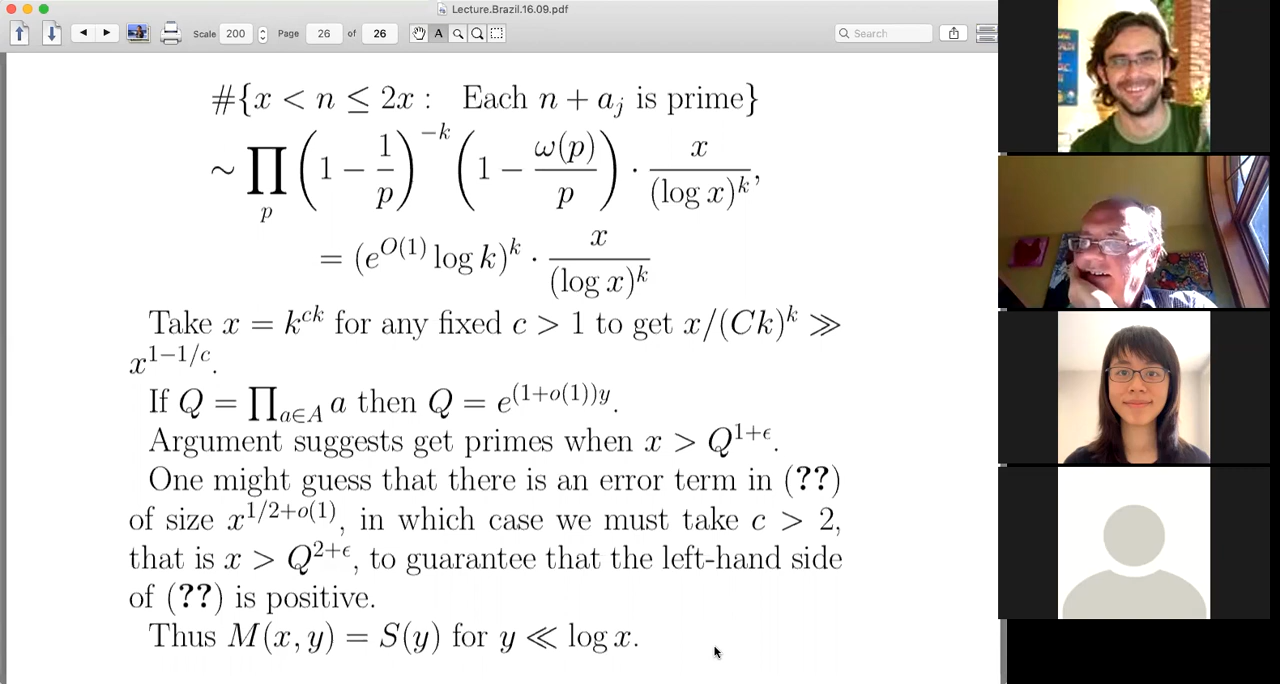 Lecture.Brazil.16.09.pdf
Scale 200 Page 26 of 26 A Search
#{x < n ≤ 2x : Each n + a_j is prime}
∼ ∏_p (1 − 1/p)^{−k} (1 − ω(p)/p) · x/(log x)^k,
= (e^{O(1)} log k)^k · x/(log x)^k
Take x = k^{ck} for any fixed c > 1 to get x/(Ck)^k ≫
x^{1−1/c}.
If Q = ∏_{a∈A} a then Q = e^{(1+o(1))y}.
Argument suggests get primes when x > Q^{1+ϵ}.
One might guess that there is an error term in (??)
of size x^{1/2+o(1)}, in which case we must take c > 2,
that is x > Q^{2+ϵ}, to guarantee that the left-hand side
of (??) is positive.
Thus M(x, y) = S(y) for y ≪ log x.